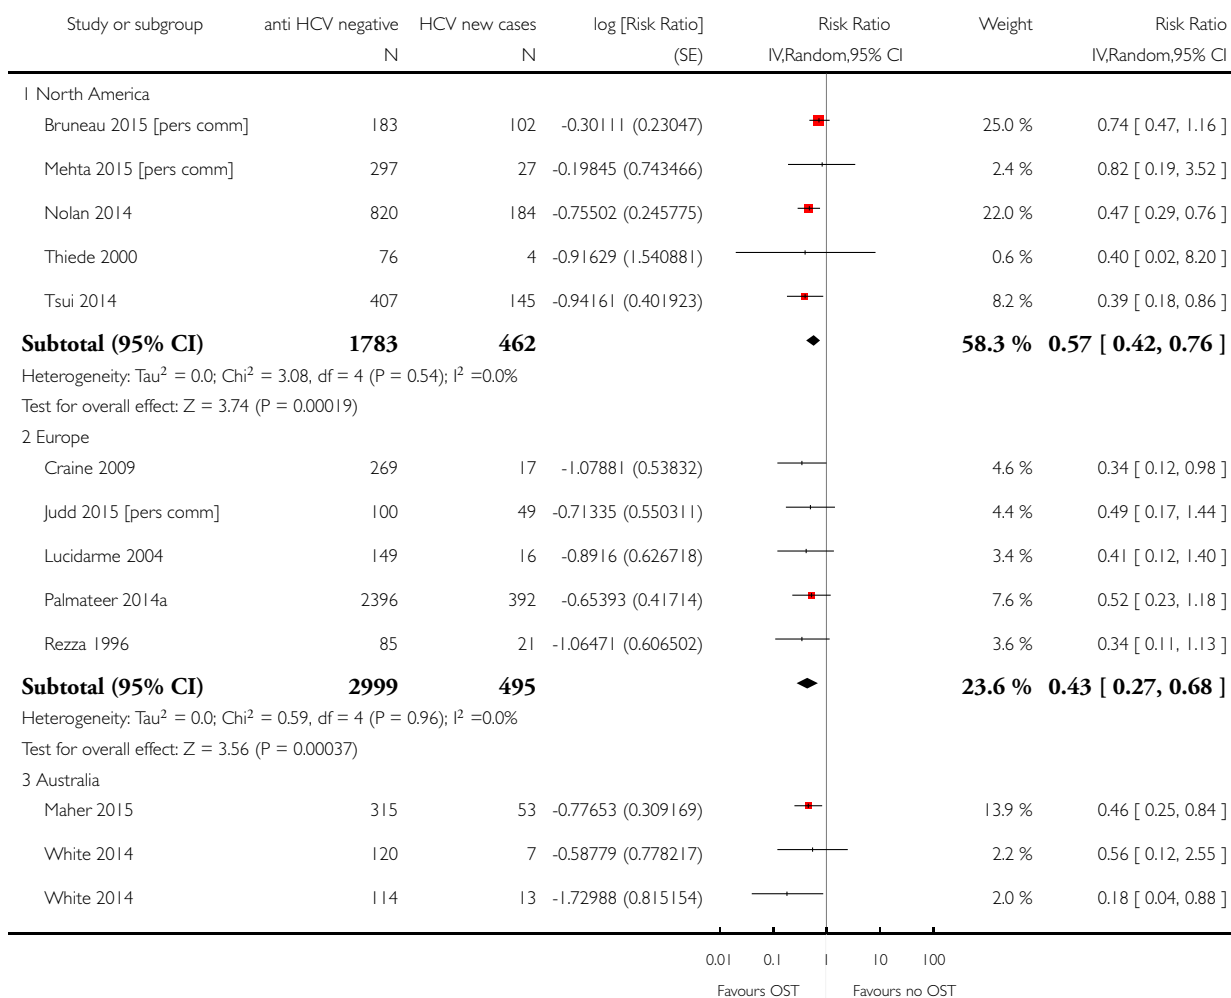 Study or subgroup anti HCV negative HCV new cases log [Risk Ratio] Risk Ratio Weight Risk Ratio
N N (SE) IV,Random,95% CI IV,Random,95% CI
1 North America
Bruneau 2015 [pers comm] 183 102 -0.30111 (0.23047) 25.0 % 0.74 [ 0.47, 1.16 ]
Mehta 2015 [pers comm] 297 27 -0.19845 (0.743466) 2.4 % 0.82 [ 0.19, 3.52 ]
Nolan 2014 820 184 -0.75502 (0.245775) 22.0 % 0.47 [ 0.29, 0.76 ]
Thiede 2000 76 4 -0.91629 (1.540881) 0.6 % 0.40 [ 0.02, 8.20 ]
Tsui 2014 407 145 -0.94161 (0.401923) 8.2 % 0.39 [ 0.18, 0.86 ]
Subtotal (95% CI) 1783 462 58.3 % 0.57 [ 0.42, 0.76 ]
Heterogeneity: Tau² = 0.0; Chi² = 3.08, df = 4 (P = 0.54); I² =0.0%
Test for overall effect: Z = 3.74 (P = 0.00019)
2 Europe
Craine 2009 269 17 -1.07881 (0.53832) 4.6 % 0.34 [ 0.12, 0.98 ]
Judd 2015 [pers comm] 100 49 -0.71335 (0.550311) 4.4 % 0.49 [ 0.17, 1.44 ]
Lucidarme 2004 149 16 -0.8916 (0.626718) 3.4 % 0.41 [ 0.12, 1.40 ]
Palmateer 2014a 2396 392 -0.65393 (0.41714) 7.6 % 0.52 [ 0.23, 1.18 ]
Rezza 1996 85 21 -1.06471 (0.606502) 3.6 % 0.34 [ 0.11, 1.13 ]
Subtotal (95% CI) 2999 495 23.6 % 0.43 [ 0.27, 0.68 ]
Heterogeneity: Tau² = 0.0; Chi² = 0.59, df = 4 (P = 0.96); I² =0.0%
Test for overall effect: Z = 3.56 (P = 0.00037)
3 Australia
Maher 2015 315 53 -0.77653 (0.309169) 13.9 % 0.46 [ 0.25, 0.84 ]
White 2014 120 7 -0.58779 (0.778217) 2.2 % 0.56 [ 0.12, 2.55 ]
White 2014 114 13 -1.72988 (0.815154) 2.0 % 0.18 [ 0.04, 0.88 ]
0.01 0.1 1 10 100
Favours OST Favours no OST